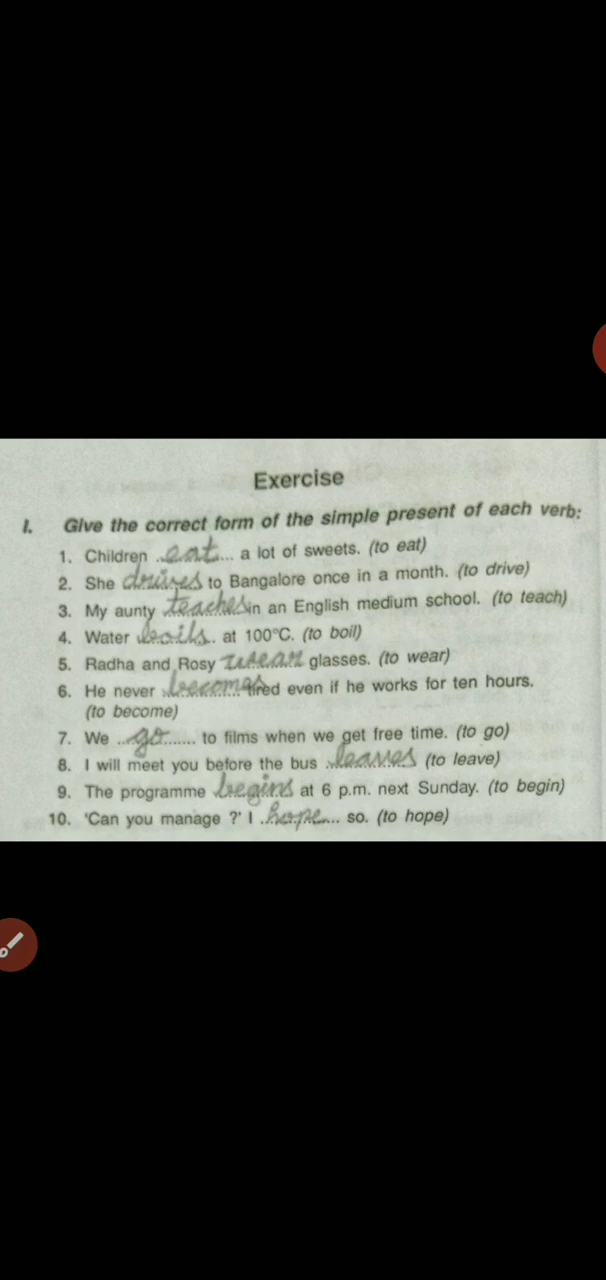 Exercise
I. Give the correct form of the simple present of each verb:
1. Children ..eat... a lot of sweets. (to eat)
2. She drives to Bangalore once in a month. (to drive)
3. My aunty teaches in an English medium school. (to teach)
4. Water boils.. at 100°C. (to boil)
5. Radha and Rosy wear glasses. (to wear)
6. He never becomes tired even if he works for ten hours.
(to become)
7. We ...go....... to films when we get free time. (to go)
8. I will meet you before the bus leaves (to leave)
9. The programme begins at 6 p.m. next Sunday. (to begin)
10. 'Can you manage ?' I ..hope... so. (to hope)